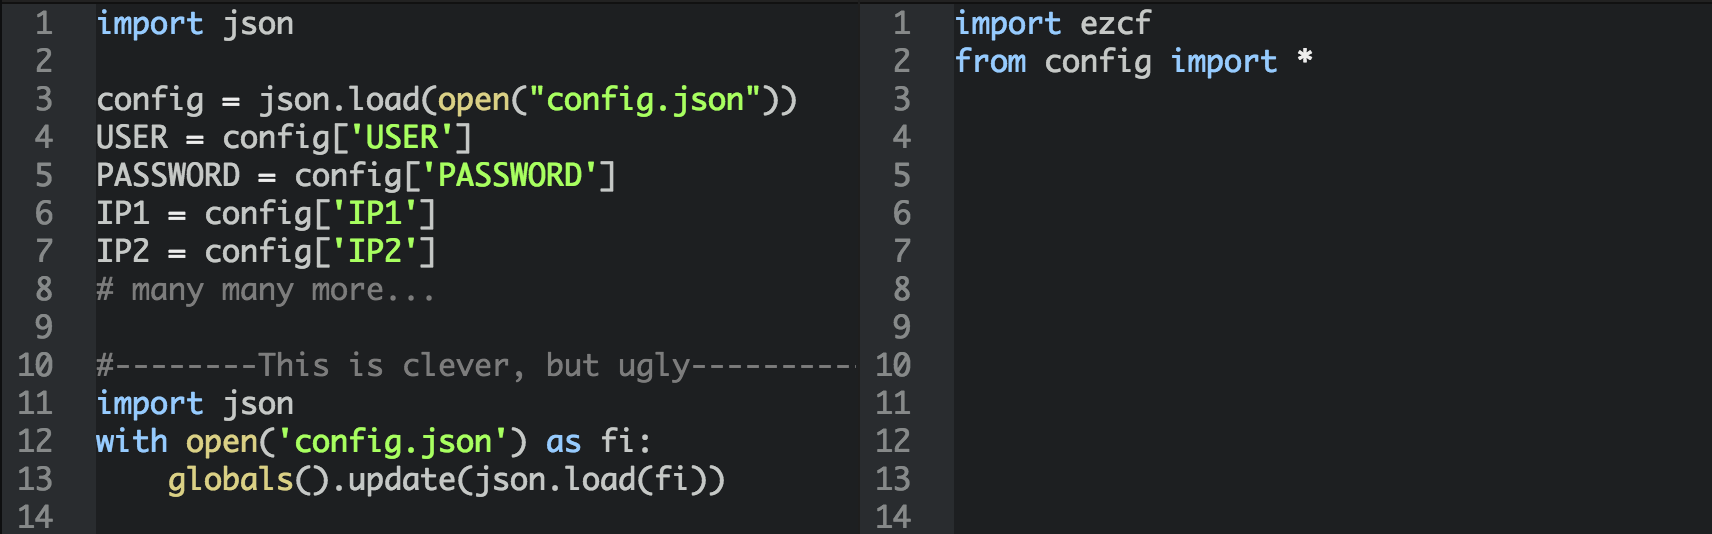 1 import json
2
3 config = json.load(open("config.json"))
4 USER = config['USER']
5 PASSWORD = config['PASSWORD']
6 IP1 = config['IP1']
7 IP2 = config['IP2']
8 # many many more...
9
10 #--------This is clever, but ugly----------
11 import json
12 with open('config.json') as fi:
13     globals().update(json.load(fi))
14
1 import ezcf
2 from config import *
3
4
5
6
7
8
9
10
11
12
13
14